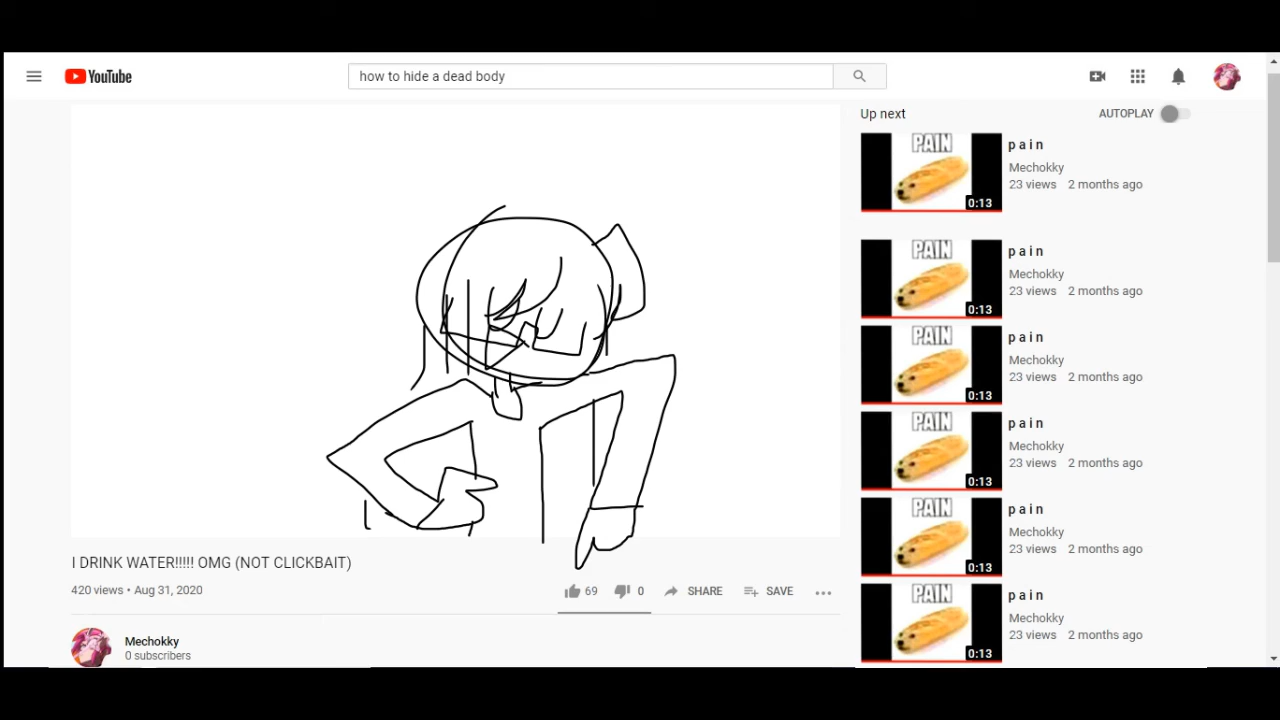 YouTube
how to hide a dead body
Up next
AUTOPLAY
PAIN
0:13
p a i n
Mechokky
23 views 2 months ago
PAIN
0:13
p a i n
Mechokky
23 views 2 months ago
PAIN
0:13
p a i n
Mechokky
23 views 2 months ago
PAIN
0:13
p a i n
Mechokky
23 views 2 months ago
PAIN
0:13
p a i n
Mechokky
23 views 2 months ago
PAIN
0:13
p a i n
Mechokky
23 views 2 months ago
I DRINK WATER!!!!! OMG (NOT CLICKBAIT)
420 views • Aug 31, 2020
69 0 SHARE SAVE
Mechokky
0 subscribers